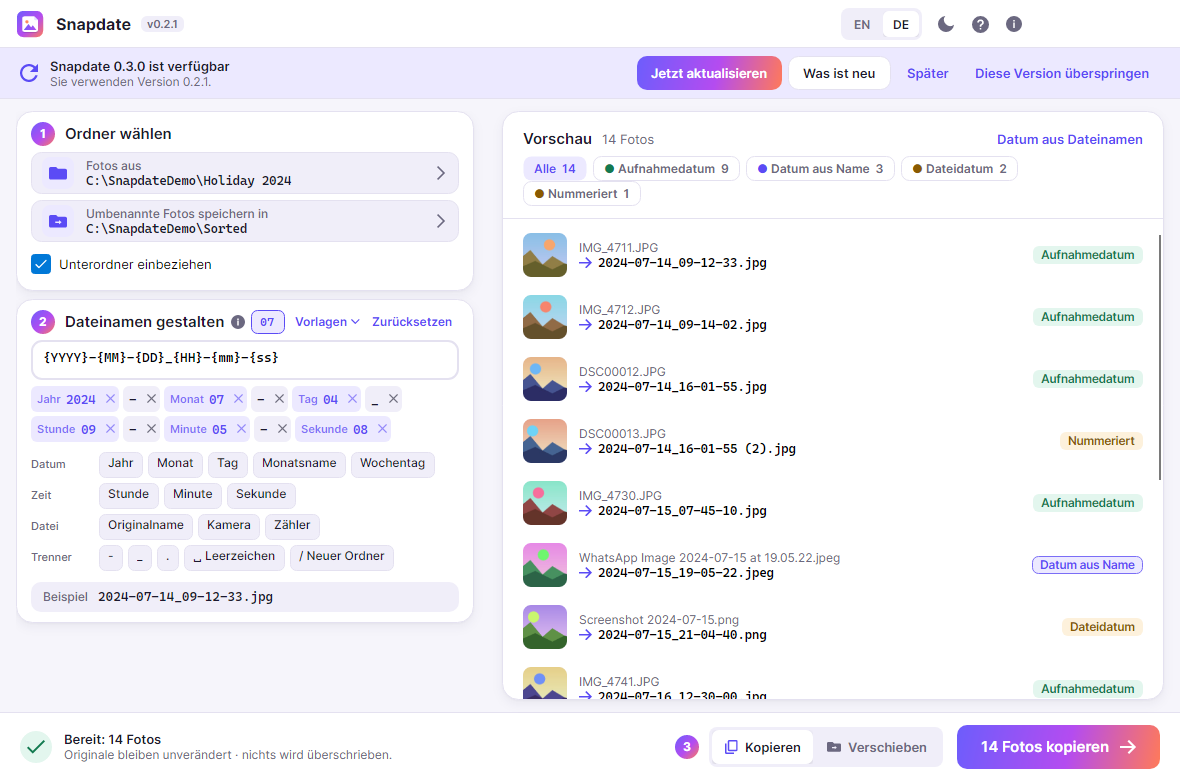 Snapdate v0.2.1 EN DE
Snapdate 0.3.0 ist verfügbar
Sie verwenden Version 0.2.1.
Jetzt aktualisieren Was ist neu Später Diese Version überspringen
1 Ordner wählen
Fotos aus
C:\SnapdateDemo\Holiday 2024
Umbenannte Fotos speichern in
C:\SnapdateDemo\Sorted
Unterordner einbeziehen
2 Dateinamen gestalten 07 Vorlagen Zurücksetzen
{YYYY}-{MM}-{DD}_{HH}-{mm}-{ss}
Jahr 2024 × - × Monat 07 × - × Tag 04 × _ ×
Stunde 09 × - × Minute 05 × - × Sekunde 08 ×
Datum Jahr Monat Tag Monatsname Wochentag
Zeit Stunde Minute Sekunde
Datei Originalname Kamera Zähler
Trenner - _ . ␣ Leerzeichen / Neuer Ordner
Beispiel 2024-07-14_09-12-33.jpg
Vorschau 14 Fotos Datum aus Dateinamen
Alle 14 Aufnahmedatum 9 Datum aus Name 3 Dateidatum 2
Nummeriert 1
IMG_4711.JPG
→ 2024-07-14_09-12-33.jpg Aufnahmedatum
IMG_4712.JPG
→ 2024-07-14_09-14-02.jpg Aufnahmedatum
DSC00012.JPG
→ 2024-07-14_16-01-55.jpg Aufnahmedatum
DSC00013.JPG
→ 2024-07-14_16-01-55 (2).jpg Nummeriert
IMG_4730.JPG
→ 2024-07-15_07-45-10.jpg Aufnahmedatum
WhatsApp Image 2024-07-15 at 19.05.22.jpeg
→ 2024-07-15_19-05-22.jpeg Datum aus Name
Screenshot 2024-07-15.png
→ 2024-07-15_21-04-40.png Dateidatum
IMG_4741.JPG
→ 2024-07-16_12-30-00.jpg Aufnahmedatum
Bereit: 14 Fotos
Originale bleiben unverändert · nichts wird überschrieben.
3 Kopieren Verschieben 14 Fotos kopieren →